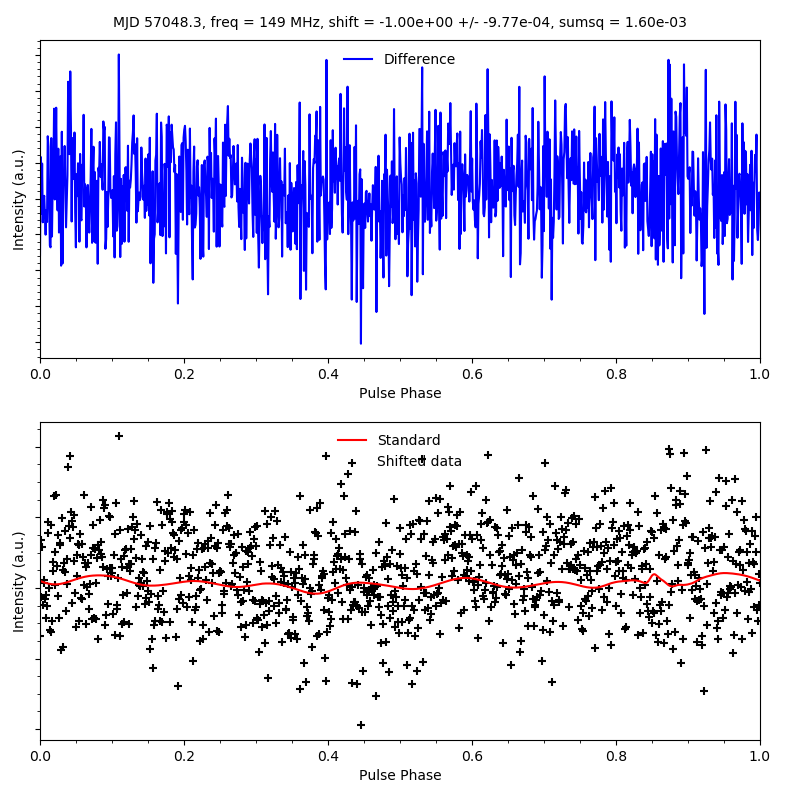 MJD 57048.3, freq = 149 MHz, shift = -1.00e+00 +/- -9.77e-04, sumsq = 1.60e-03
Difference
Intensity (a.u.)
0.0 0.2 0.4 0.6 0.8 1.0
Pulse Phase
Standard
Shifted data
Intensity (a.u.)
0.0 0.2 0.4 0.6 0.8 1.0
Pulse Phase